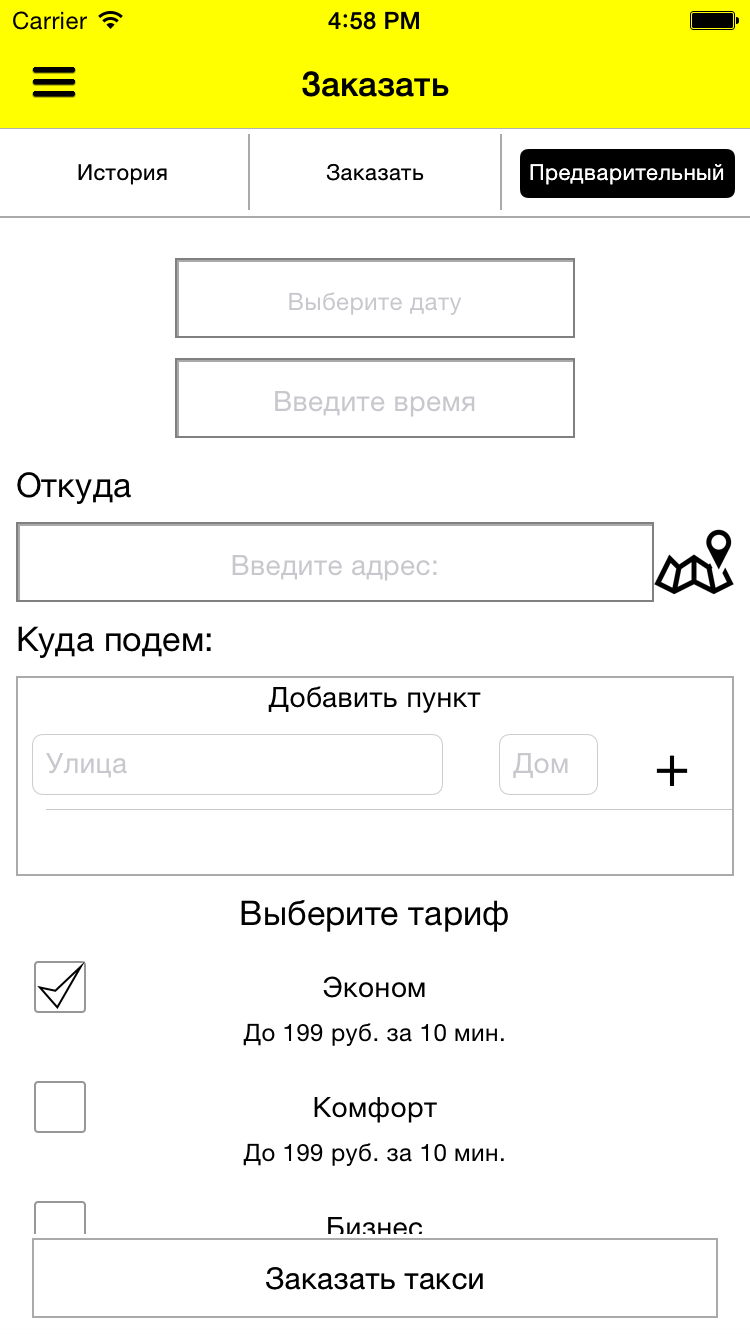 Carrier 4:58 PM
Заказать
История Заказать Предварительный
Выберите дату
Введите время
Откуда
Введите адрес:
Куда подем:
Добавить пункт
Улица Дом +
Выберите тариф
Эконом
До 199 руб. за 10 мин.
Комфорт
До 199 руб. за 10 мин.
Бизнес
Заказать такси